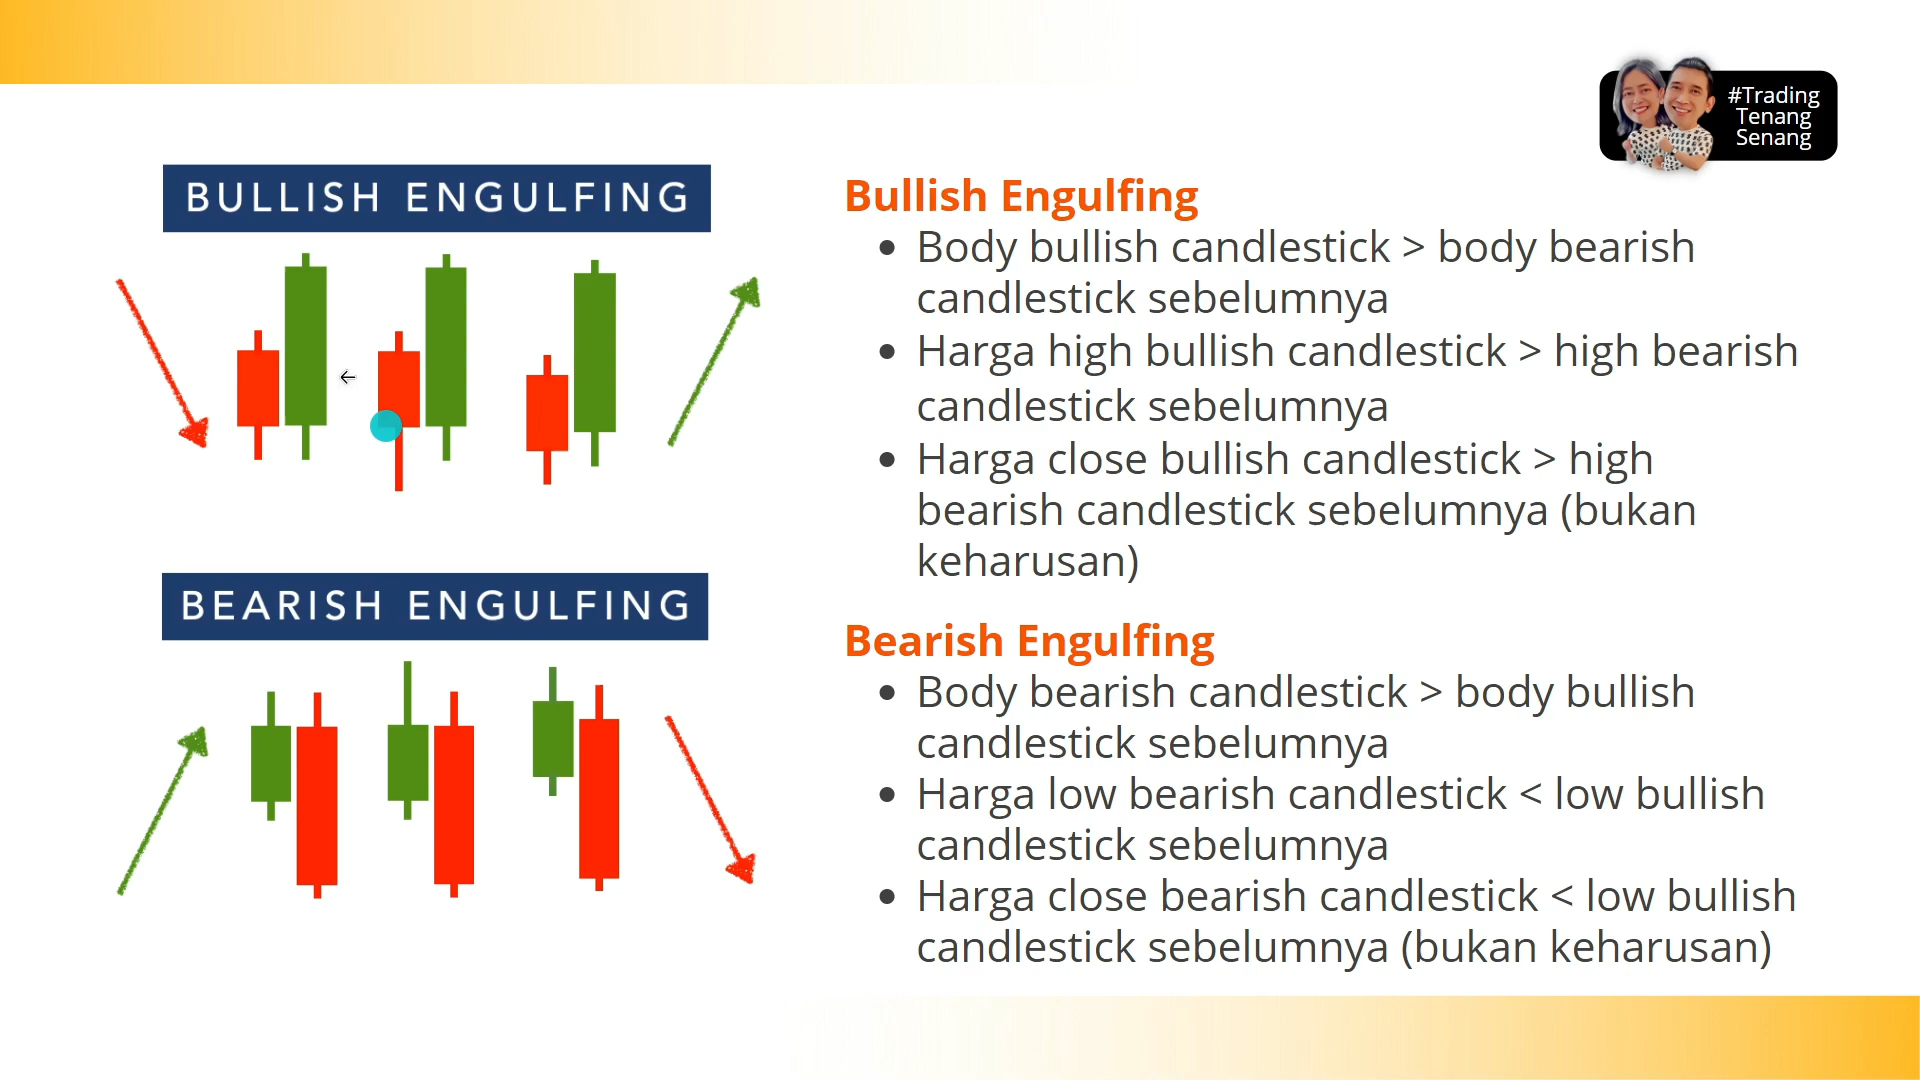 #Trading
Tenang
Senang
BULLISH ENGULFING
Bullish Engulfing
• Body bullish candlestick > body bearish
candlestick sebelumnya
• Harga high bullish candlestick > high bearish
candlestick sebelumnya
• Harga close bullish candlestick > high
bearish candlestick sebelumnya (bukan
keharusan)
BEARISH ENGULFING
Bearish Engulfing
• Body bearish candlestick > body bullish
candlestick sebelumnya
• Harga low bearish candlestick < low bullish
candlestick sebelumnya
• Harga close bearish candlestick < low bullish
candlestick sebelumnya (bukan keharusan)